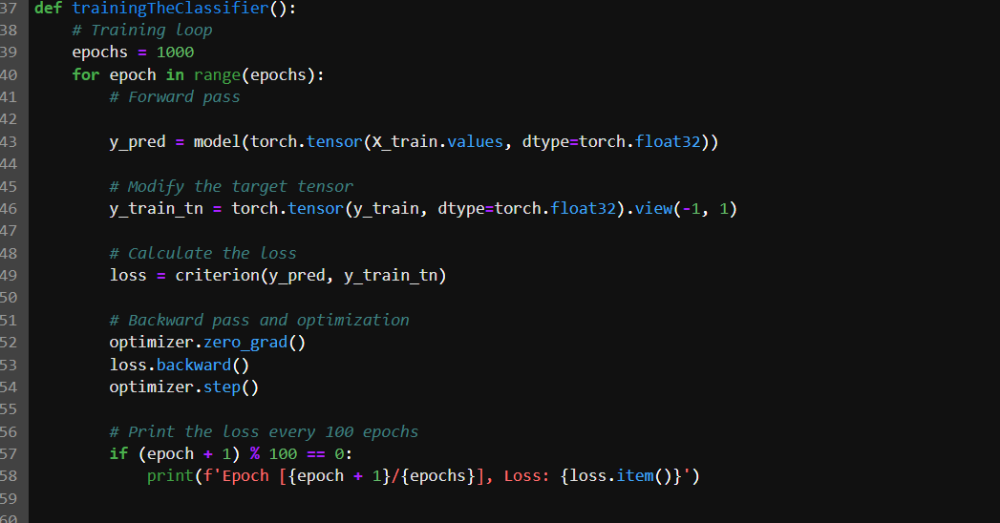 37 def trainingTheClassifier():
38     # Training loop
39     epochs = 1000
40     for epoch in range(epochs):
41         # Forward pass
42
43         y_pred = model(torch.tensor(X_train.values, dtype=torch.float32))
44
45         # Modify the target tensor
46         y_train_tn = torch.tensor(y_train, dtype=torch.float32).view(-1, 1)
47
48         # Calculate the loss
49         loss = criterion(y_pred, y_train_tn)
50
51         # Backward pass and optimization
52         optimizer.zero_grad()
53         loss.backward()
54         optimizer.step()
55
56         # Print the loss every 100 epochs
57         if (epoch + 1) % 100 == 0:
58             print(f'Epoch [{epoch + 1}/{epochs}], Loss: {loss.item()}')
59
60